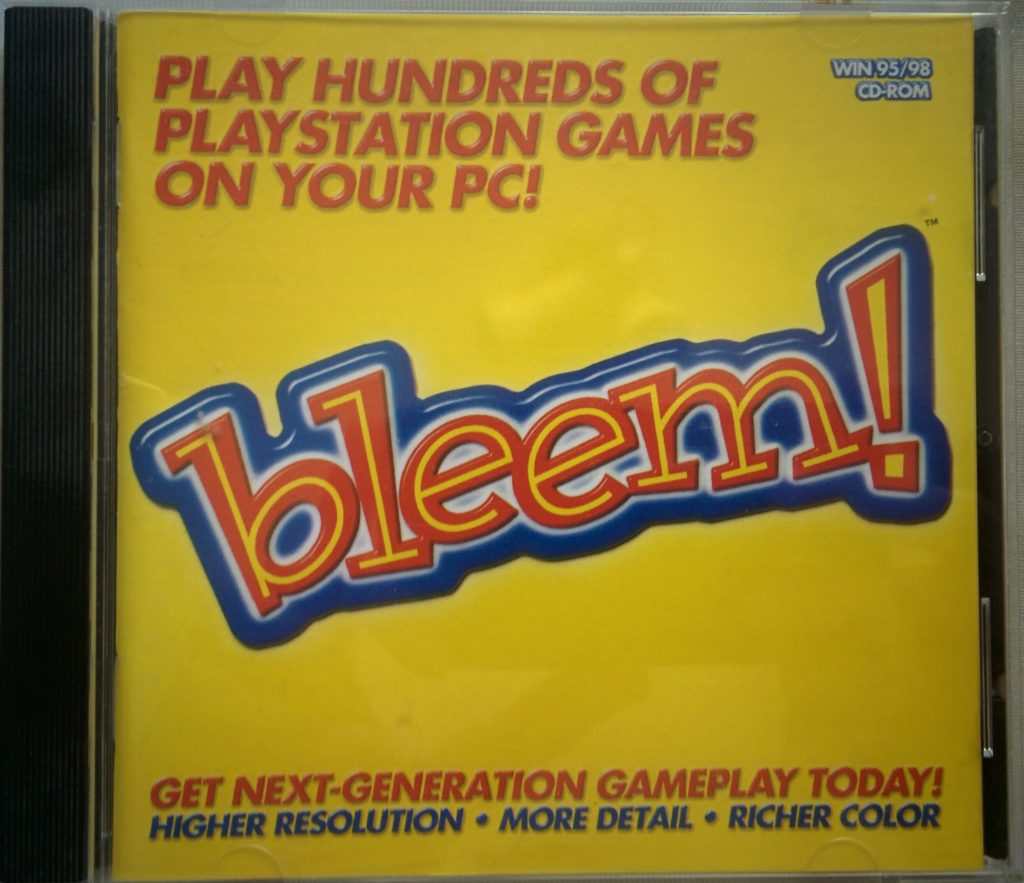 PLAY HUNDREDS OF
PLAYSTATION GAMES
ON YOUR PC!
WIN 95/98
CD-ROM
bleem!™
GET NEXT-GENERATION GAMEPLAY TODAY!
HIGHER RESOLUTION • MORE DETAIL • RICHER COLOR